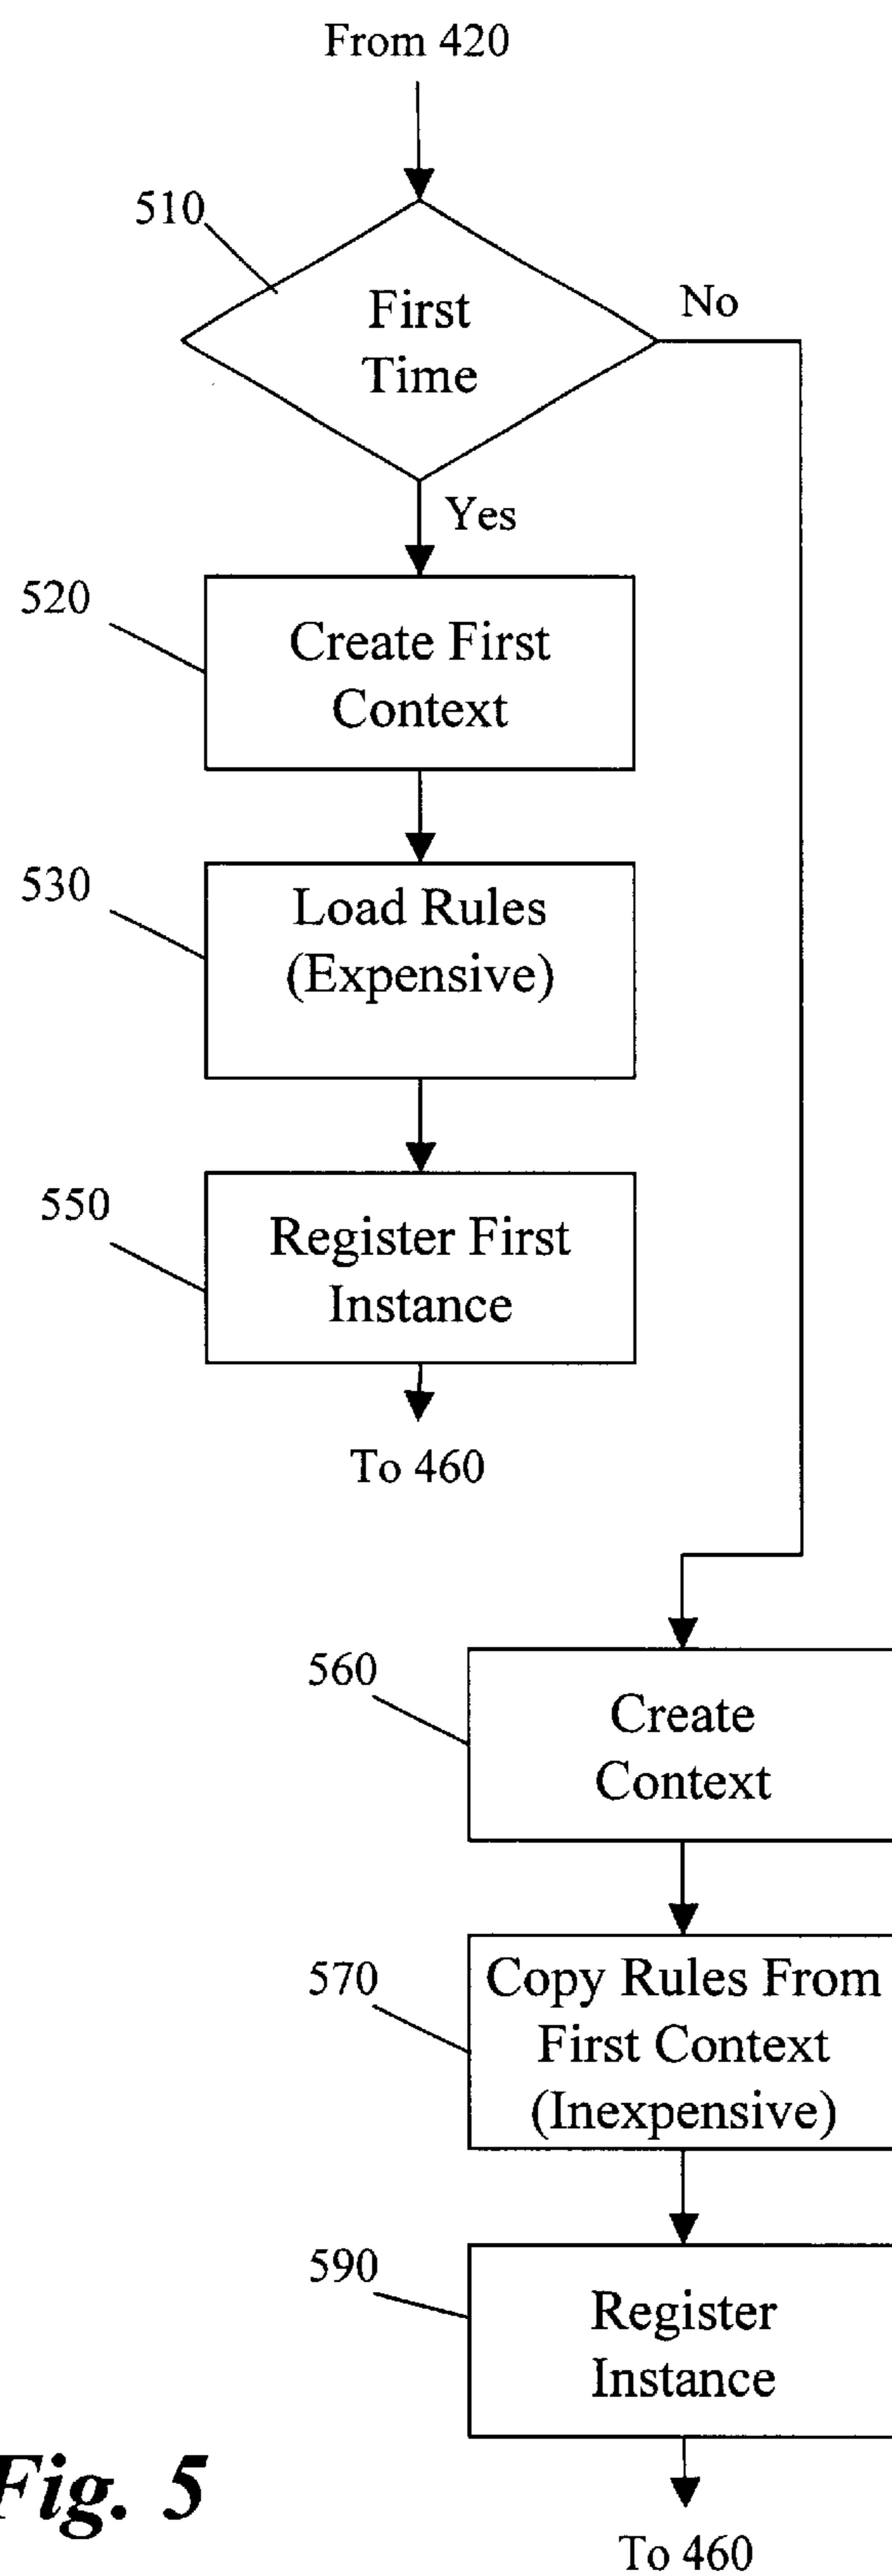 From 420
510
First
Time
No
Yes
520
Create First
Context
530
Load Rules
(Expensive)
550
Register First
Instance
To 460
560
Create
Context
570
Copy Rules From
First Context
(Inexpensive)
590
Register
Instance
Fig. 5
To 460